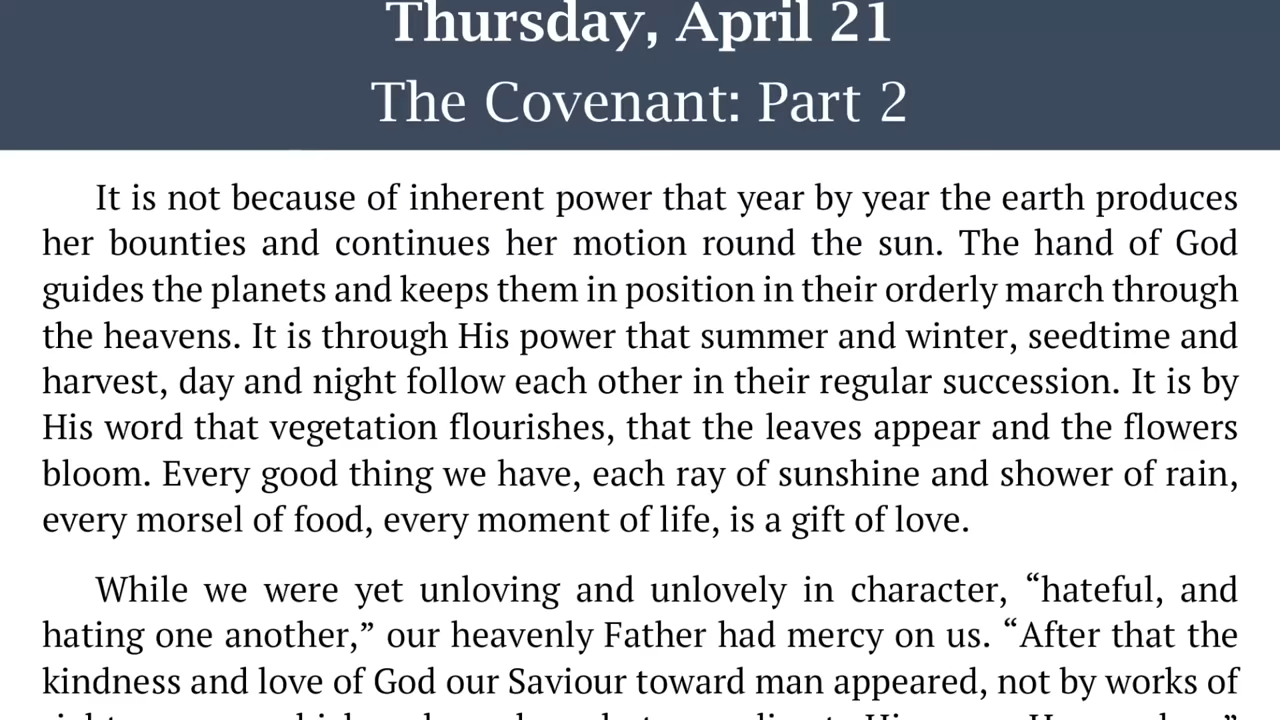 Thursday, April 21
The Covenant: Part 2
It is not because of inherent power that year by year the earth produces
her bounties and continues her motion round the sun. The hand of God
guides the planets and keeps them in position in their orderly march through
the heavens. It is through His power that summer and winter, seedtime and
harvest, day and night follow each other in their regular succession. It is by
His word that vegetation flourishes, that the leaves appear and the flowers
bloom. Every good thing we have, each ray of sunshine and shower of rain,
every morsel of food, every moment of life, is a gift of love.
While we were yet unloving and unlovely in character, “hateful, and
hating one another,” our heavenly Father had mercy on us. “After that the
kindness and love of God our Saviour toward man appeared, not by works of